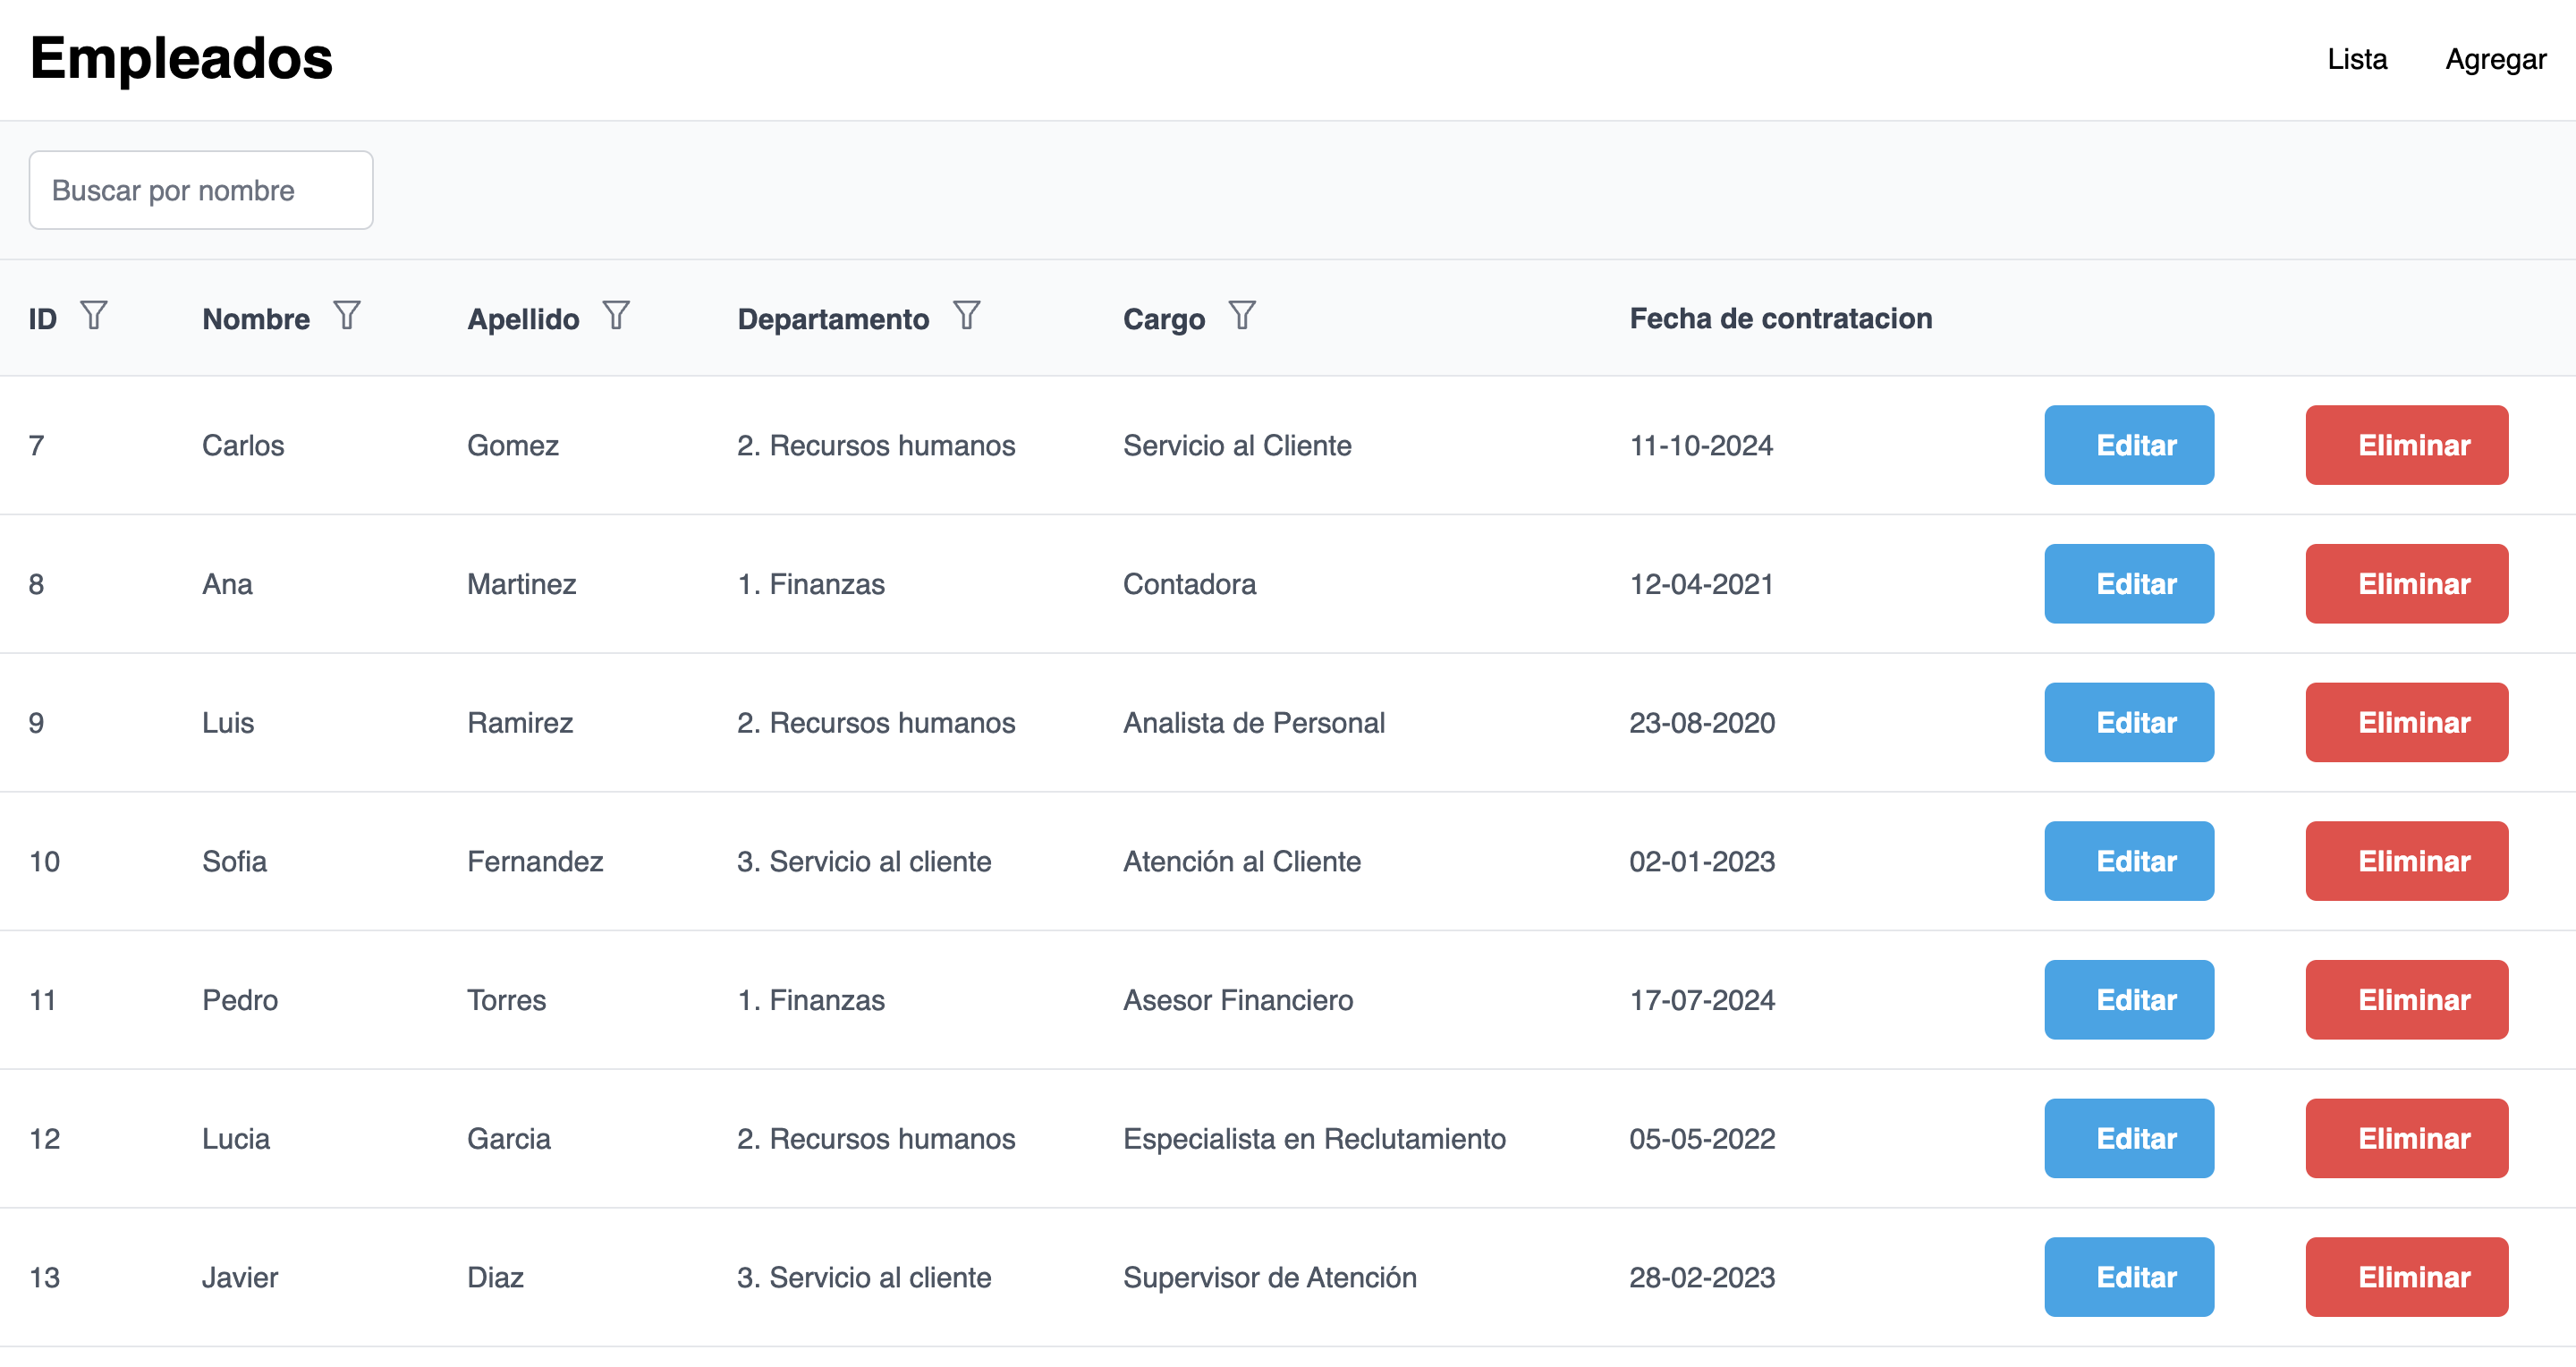 Empleados Lista Agregar
Buscar por nombre
ID Nombre Apellido Departamento Cargo Fecha de contratacion
7 Carlos Gomez 2. Recursos humanos Servicio al Cliente 11-10-2024 Editar Eliminar
8 Ana Martinez 1. Finanzas Contadora 12-04-2021 Editar Eliminar
9 Luis Ramirez 2. Recursos humanos Analista de Personal 23-08-2020 Editar Eliminar
10 Sofia Fernandez 3. Servicio al cliente Atención al Cliente 02-01-2023 Editar Eliminar
11 Pedro Torres 1. Finanzas Asesor Financiero 17-07-2024 Editar Eliminar
12 Lucia Garcia 2. Recursos humanos Especialista en Reclutamiento 05-05-2022 Editar Eliminar
13 Javier Diaz 3. Servicio al cliente Supervisor de Atención 28-02-2023 Editar Eliminar